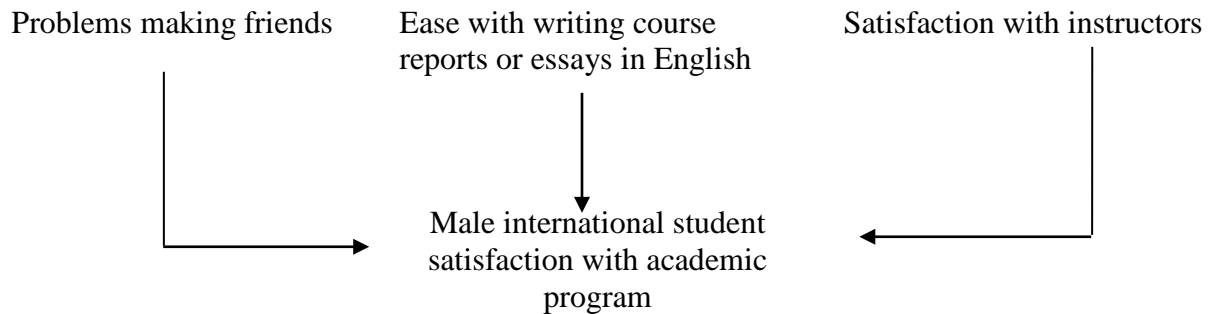 Problems making friends
Ease with writing course
reports or essays in English
Satisfaction with instructors
Male international student
satisfaction with academic
program